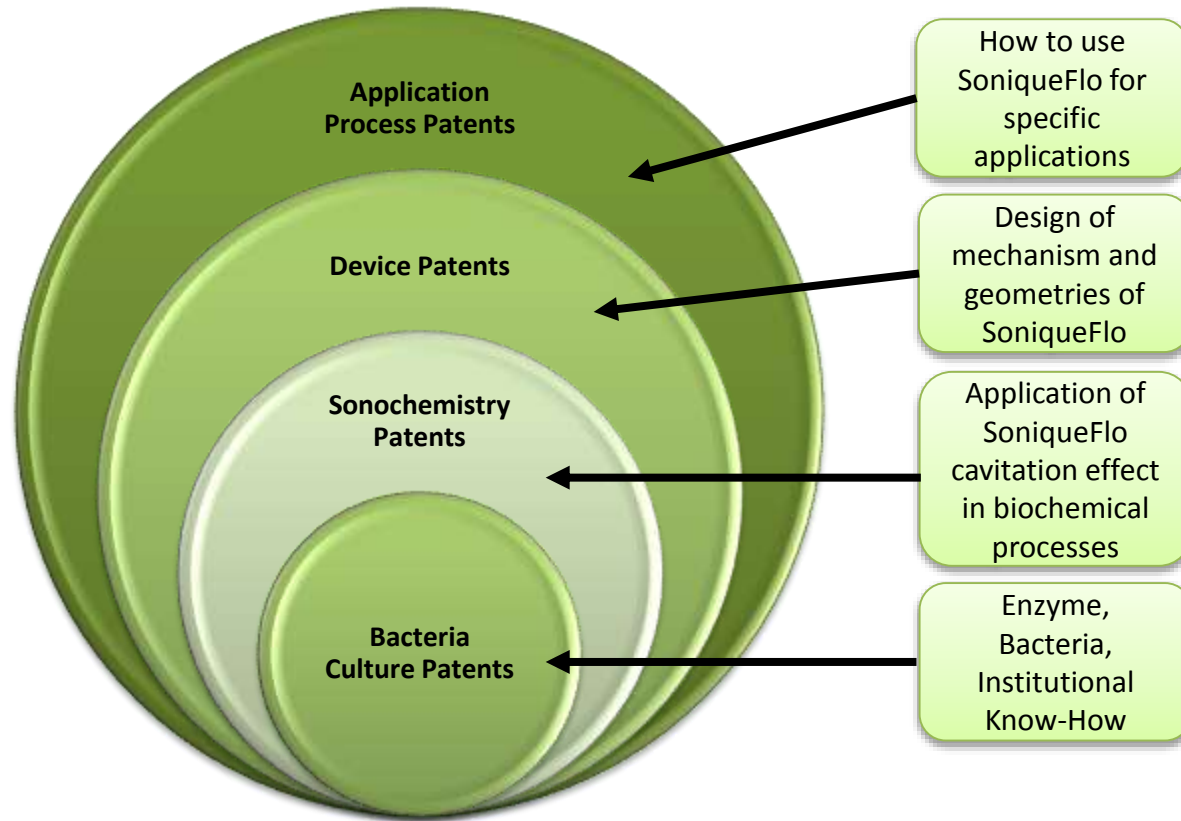 Application
Process Patents
How to use
SoniqueFlo for
specific
applications
Device Patents
Design of
mechanism and
geometries of
SoniqueFlo
Sonochemistry
Patents
Application of
SoniqueFlo
cavitation effect
in biochemical
processes
Bacteria
Culture Patents
Enzyme,
Bacteria,
Institutional
Know-How